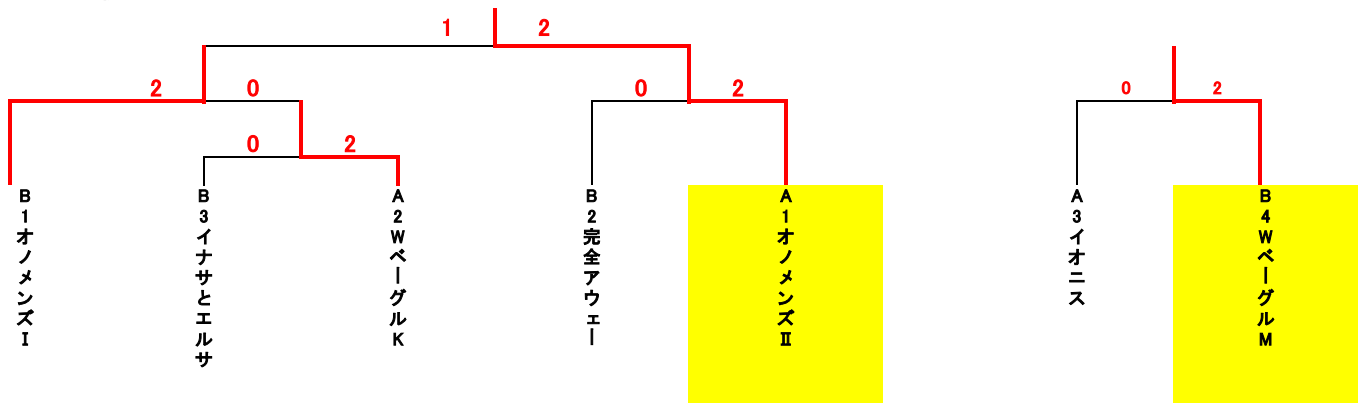 1 2
2 0
0 2
0 2
0 2
B1オノメンズⅠ
B3イナサとエルサ
A2WベーグルK
B2完全アウェー
A1オノメンズⅡ
A3イオニス
B4WベーグルM